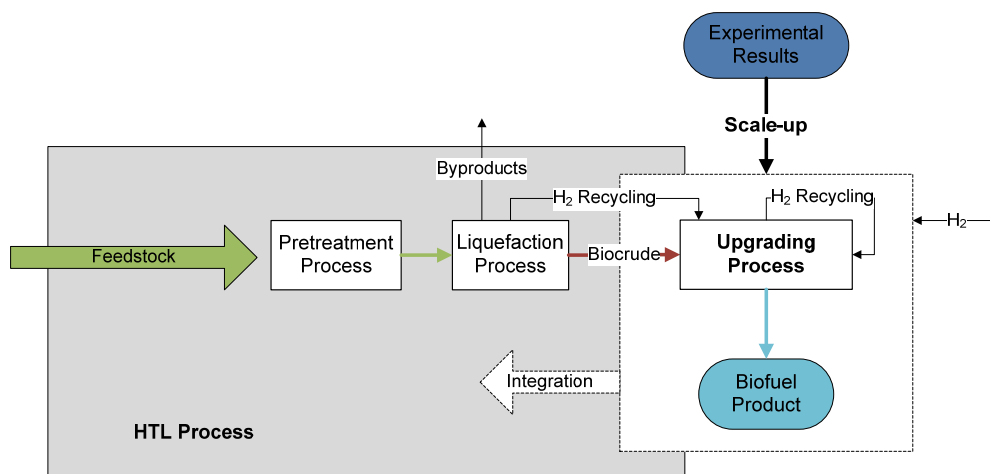 Experimental
Results
Scale-up
Byproducts
H₂ Recycling
H₂ Recycling
H₂
Feedstock
Pretreatment
Process
Liquefaction
Process
Biocrude
Upgrading
Process
Integration
Biofuel
Product
HTL Process